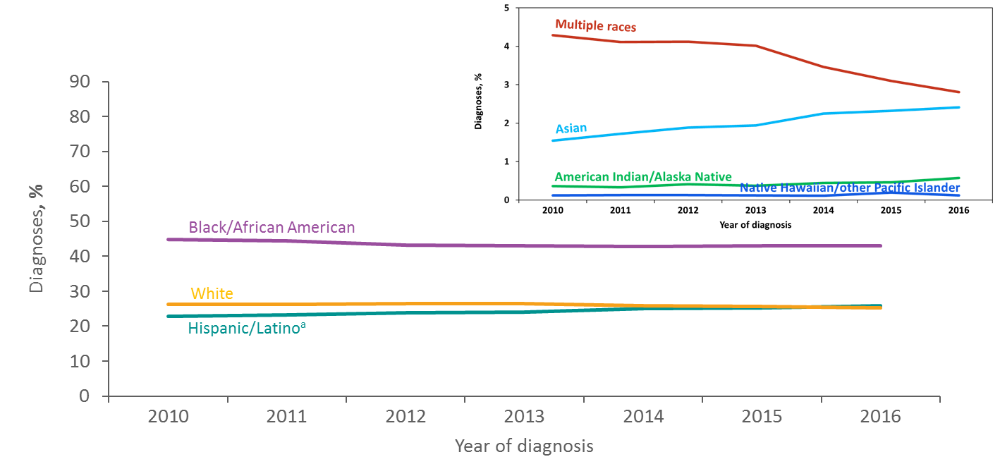 5
Multiple races
4
3
Diagnoses, %
2
Asian
1
American Indian/Alaska Native
Native Hawaiian/other Pacific Islander
0
2010 2011 2012 2013 2014 2015 2016
Year of diagnosis
90
80
70
60
50
Diagnoses, %
40
30
20
10
0
Black/African American
White
Hispanic/Latinoᵃ
2010 2011 2012 2013 2014 2015 2016
Year of diagnosis